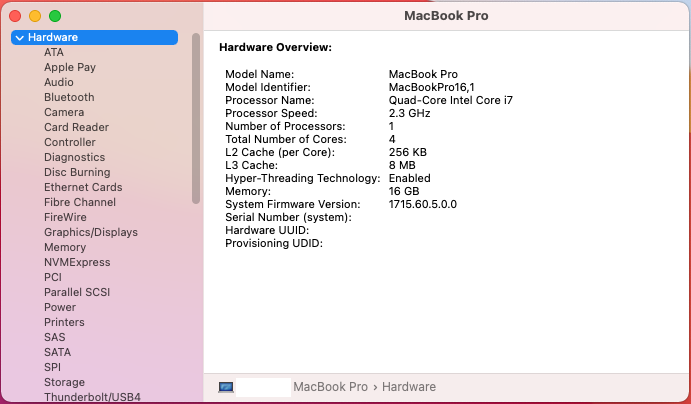 MacBook Pro
Hardware
ATA
Apple Pay
Audio
Bluetooth
Camera
Card Reader
Controller
Diagnostics
Disc Burning
Ethernet Cards
Fibre Channel
FireWire
Graphics/Displays
Memory
NVMExpress
PCI
Parallel SCSI
Power
Printers
SAS
SATA
SPI
Storage
Thunderbolt/USB4
Hardware Overview:
Model Name: MacBook Pro
Model Identifier: MacBookPro16,1
Processor Name: Quad-Core Intel Core i7
Processor Speed: 2.3 GHz
Number of Processors: 1
Total Number of Cores: 4
L2 Cache (per Core): 256 KB
L3 Cache: 8 MB
Hyper-Threading Technology: Enabled
Memory: 16 GB
System Firmware Version: 1715.60.5.0.0
Serial Number (system):
Hardware UUID:
Provisioning UDID:
MacBook Pro › Hardware